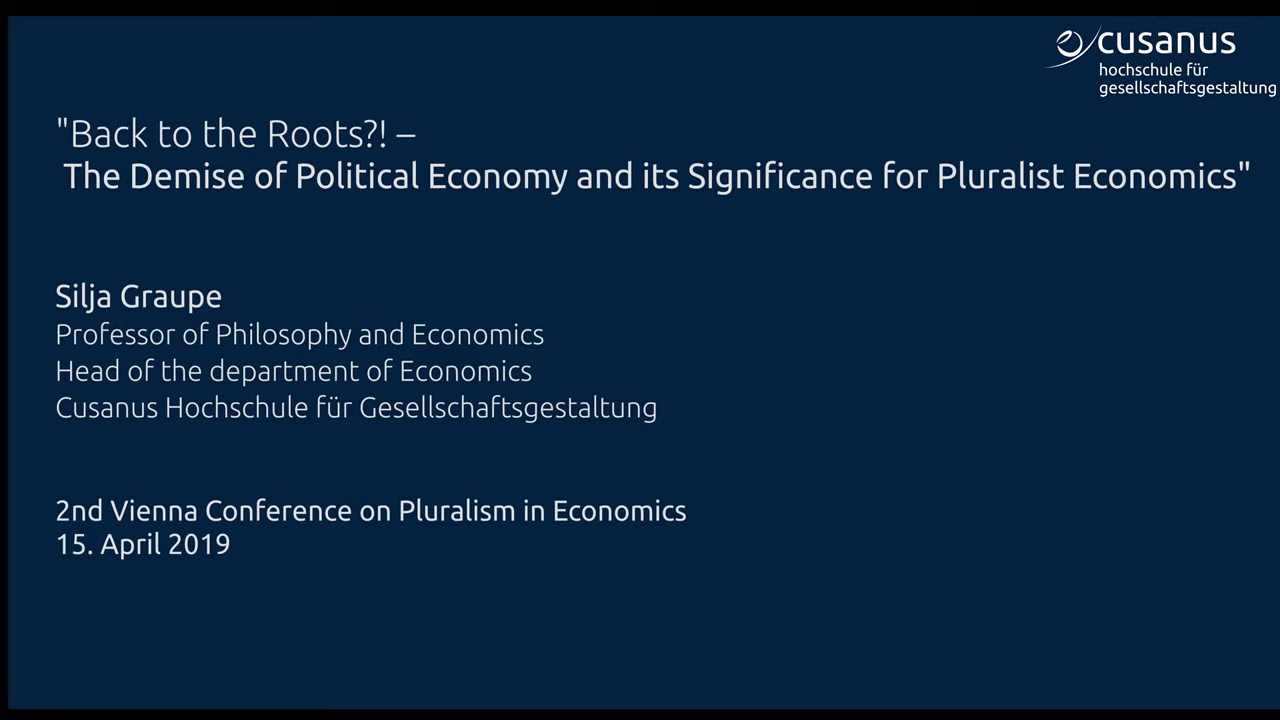 cusanus
hochschule für
gesellschaftsgestaltung
"Back to the Roots?! –
The Demise of Political Economy and its Significance for Pluralist Economics"
Silja Graupe
Professor of Philosophy and Economics
Head of the department of Economics
Cusanus Hochschule für Gesellschaftsgestaltung
2nd Vienna Conference on Pluralism in Economics
15. April 2019